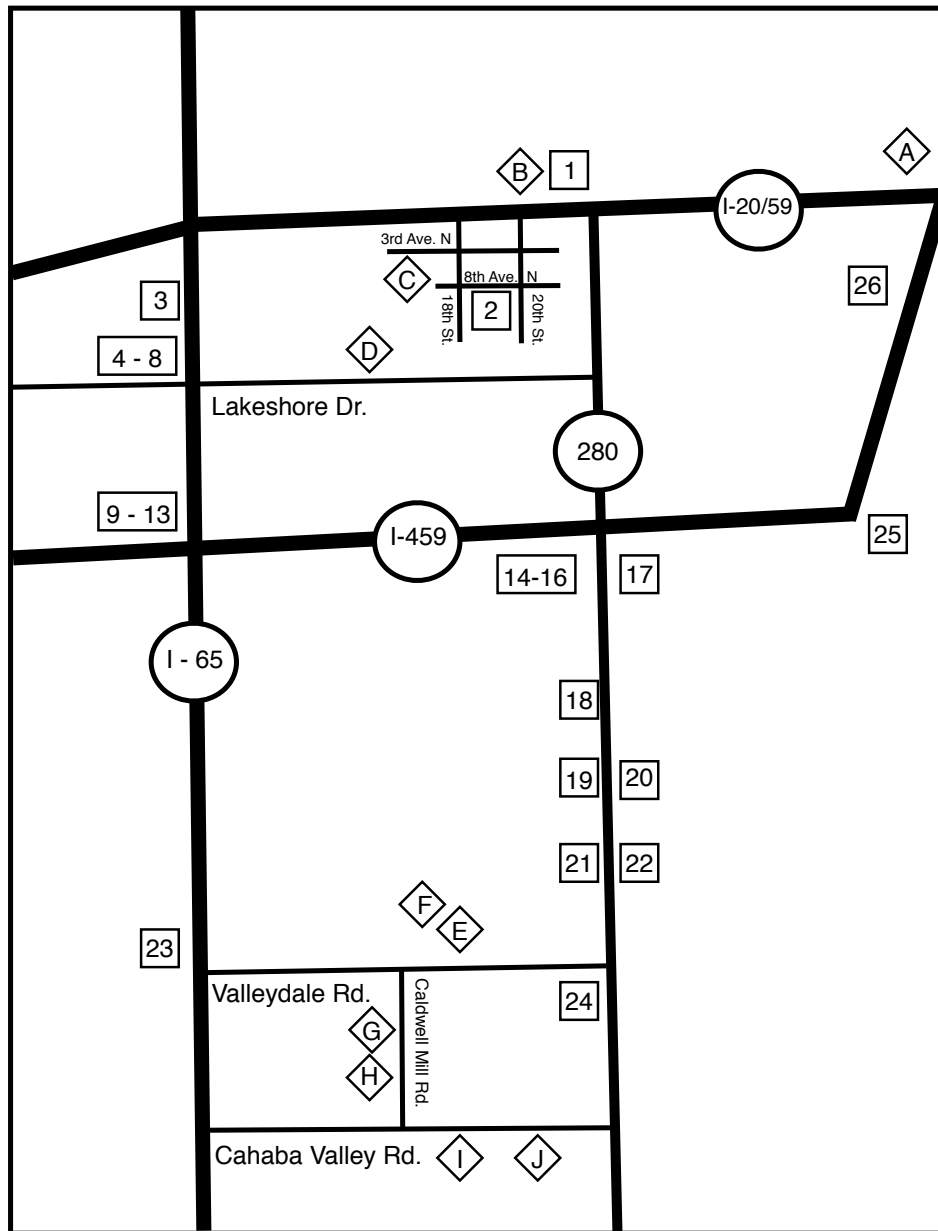 A
B
1
I-20/59
3rd Ave. N
C
8th Ave. N
26
3
2
18th St.
20th St.
4 - 8
D
Lakeshore Dr.
280
9 - 13
I-459
25
14-16
17
I - 65
18
19
20
21
22
F
E
23
Valleydale Rd.
24
Caldwell Mill Rd.
G
H
Cahaba Valley Rd.
I
J